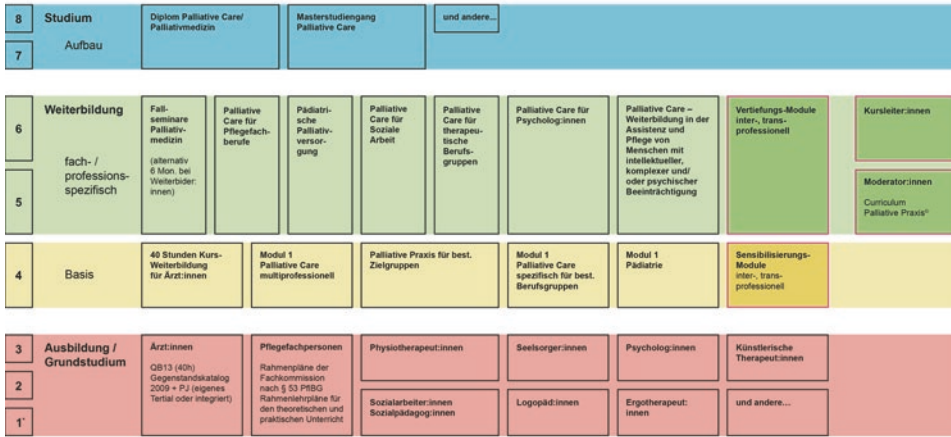 8 Studium
Aufbau
7
Diplom Palliative Care/
Palliativmedizin
Masterstudiengang
Palliative Care
und andere...
6
5
Weiterbildung
fach- /
professions-
spezifisch
Fall-
seminare
Palliativ-
medizin
(alternativ
6 Mon. bei
Weiterbider:
innen)
Palliative
Care für
Pflegefach-
berufe
Pädiatri-
sche
Palliativ-
versor-
gung
Palliative
Care für
Soziale
Arbeit
Palliative
Care für
therapeu-
tische
Berufs-
gruppen
Palliative Care für
Psycholog:innen
Palliative Care –
Weiterbildung in der
Assistenz und
Pflege von
Menschen mit
intellektueller,
komplexer und/
oder psychischer
Beeinträchtigung
Vertiefungs-Module
inter-, trans-
professionell
Kursleiter:innen
Moderator:innen
Curriculum
Palliative Praxis©
4
Basis
40 Stunden Kurs-
Weiterbildung
für Ärzt:innen
Modul 1
Palliative Care
multiprofessionell
Palliative Praxis für best.
Zielgruppen
Modul 1
Palliative Care
spezifisch für best.
Berufsgruppen
Modul 1
Pädiatrie
Sensibilisierungs-
Module
inter-, trans-
professionell
3
2
1*
Ausbildung /
Grundstudium
Ärzt:innen
QB13 (40h)
Gegenstandskatalog
2009 + PJ (eigenes
Tertial oder integriert)
Pflegefachpersonen
Rahmenpläne der
Fachkommission
nach § 53 PflBG
Rahmenlehrpläne für
den theoretischen und
praktischen Unterricht
Physiotherapeut:innen
Seelsorger:innen
Psycholog:innen
Künstlerische
Therapeut:innen
Sozialarbeiter:innen
Sozialpädagog:innen
Logopäd:innen
Ergotherapeut:
innen
und andere...